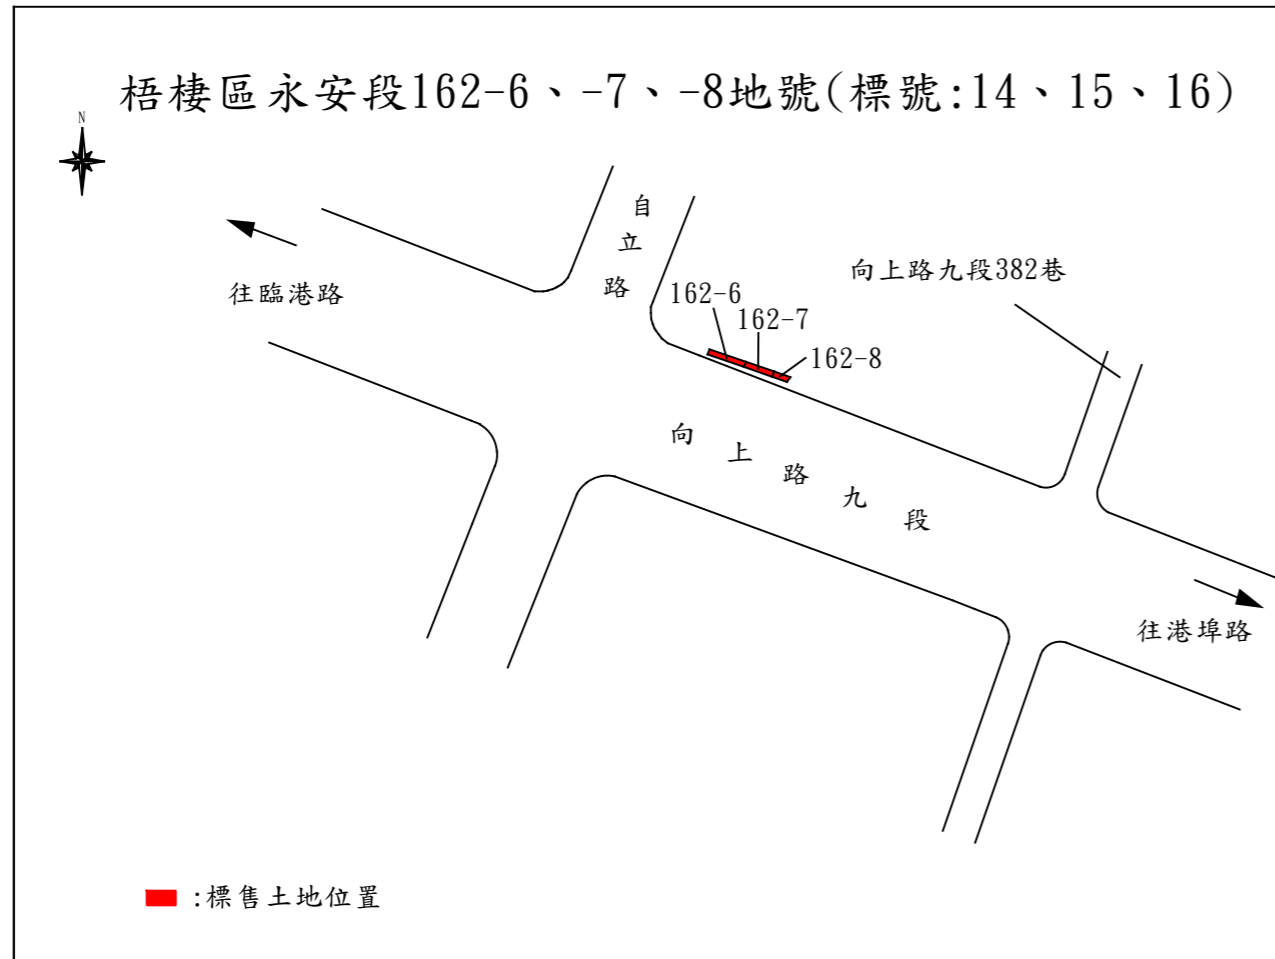 梧棲區永安段162-6、-7、-8地號(標號:14、15、16)
N
自立路
向上路九段382巷
往臨港路
162-6
162-7
162-8
向上路九段
往港埠路
:標售土地位置